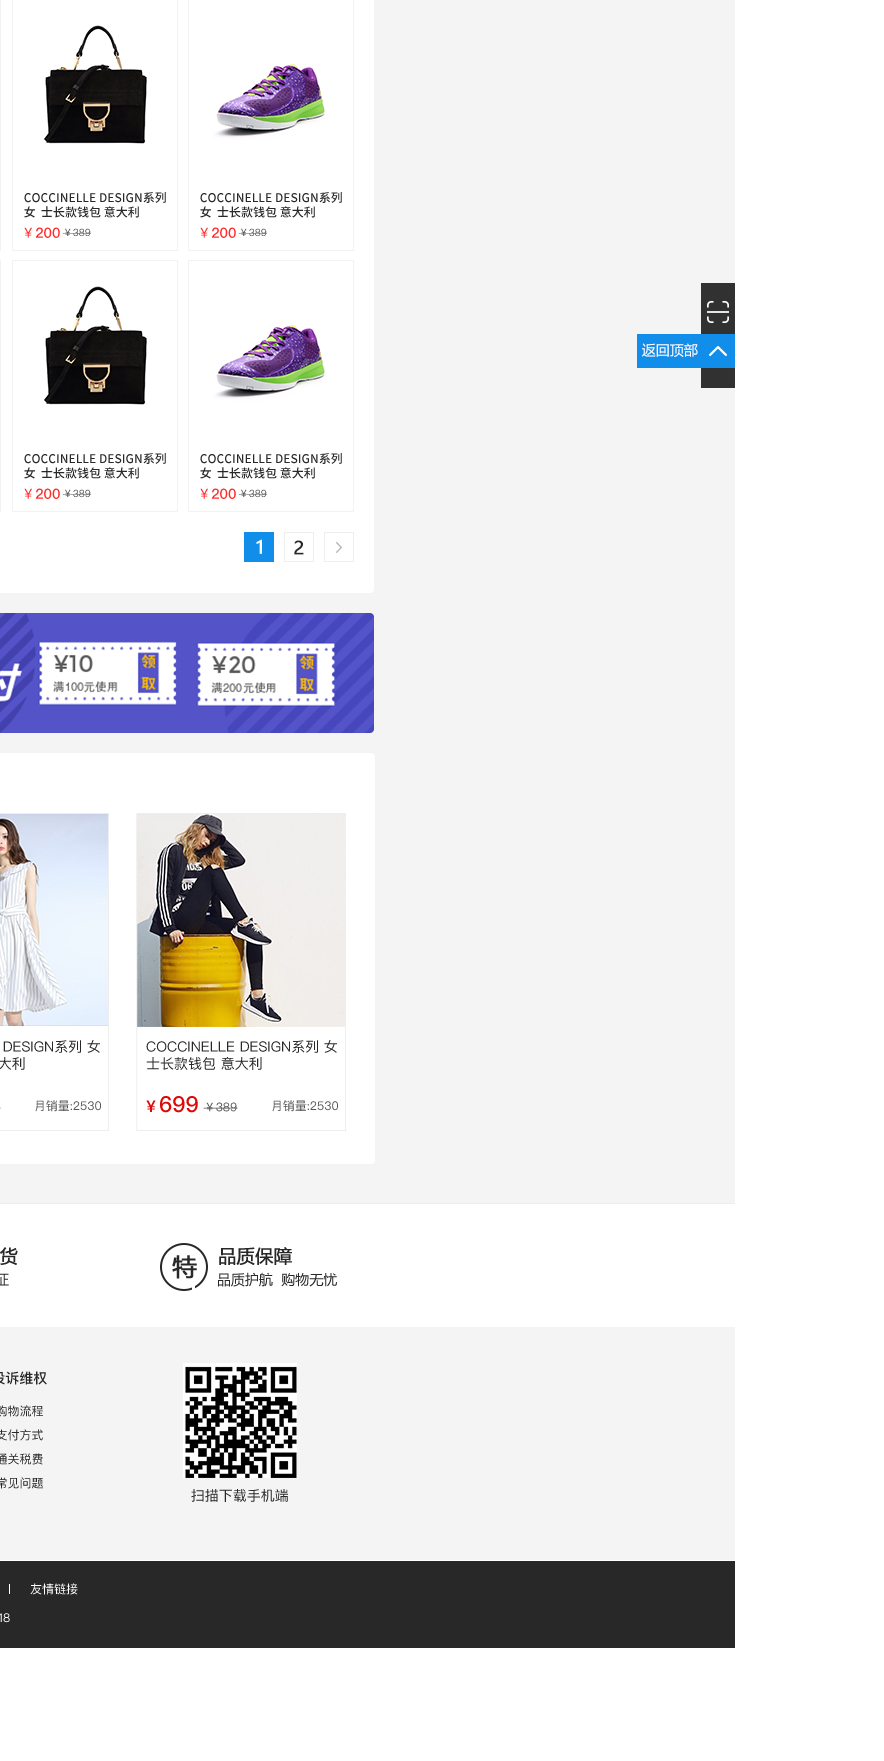 COCCINELLE DESIGN系列
女 士长款钱包 意大利
¥ 200 ¥ 389
COCCINELLE DESIGN系列
女 士长款钱包 意大利
¥ 200 ¥ 389
返回顶部
COCCINELLE DESIGN系列
女 士长款钱包 意大利
¥ 200 ¥ 389
COCCINELLE DESIGN系列
女 士长款钱包 意大利
¥ 200 ¥ 389
1 2
付
¥10
满100元使用
领取
¥20
满200元使用
领取
DESIGN系列 女
大利
月销量:2530
COCCINELLE DESIGN系列 女
士长款钱包 意大利
¥ 699 ¥ 389
月销量:2530
货
证
特
品质保障
品质护航 购物无忧
投诉维权
购物流程
支付方式
通关税费
常见问题
扫描下载手机端
| 友情链接
18